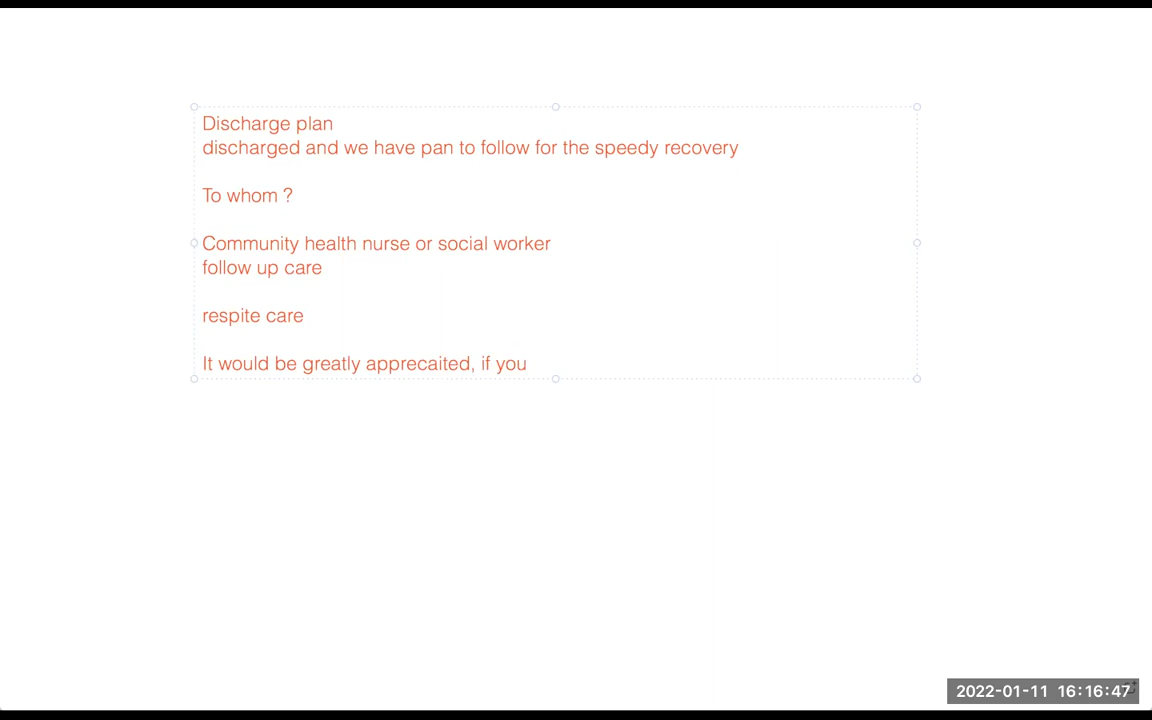 Discharge plan
discharged and we have pan to follow for the speedy recovery
To whom ?
Community health nurse or social worker
follow up care
respite care
It would be greatly apprecaited, if you
2022-01-11 16:16:47